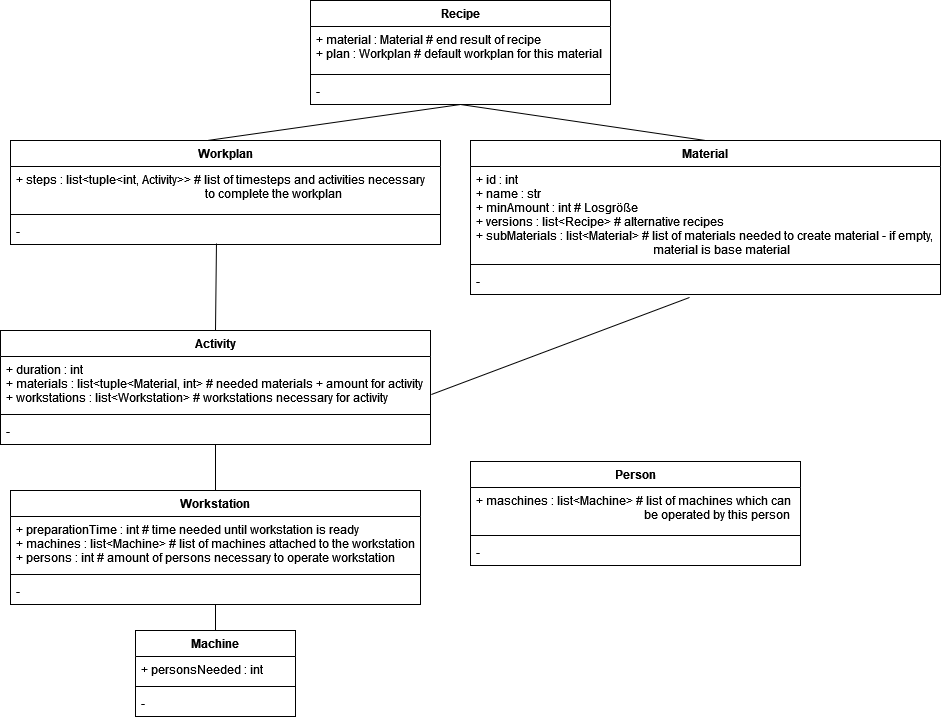 Recipe
+ material : Material # end result of recipe
+ plan : Workplan # default workplan for this material
-
Workplan
+ steps : list<tuple<int, Activity>> # list of timesteps and activities necessary
to complete the workplan
-
Material
+ id : int
+ name : str
+ minAmount : int # Losgröße
+ versions : list<Recipe> # alternative recipes
+ subMaterials : list<Material> # list of materials needed to create material - if empty,
material is base material
-
Activity
+ duration : int
+ materials : list<tuple<Material, int> # needed materials + amount for activity
+ workstations : list<Workstation> # workstations necessary for activity
-
Person
+ maschines : list<Machine> # list of machines which can
be operated by this person
-
Workstation
+ preparationTime : int # time needed until workstation is ready
+ machines : list<Machine> # list of machines attached to the workstation
+ persons : int # amount of persons necessary to operate workstation
-
Machine
+ personsNeeded : int
-